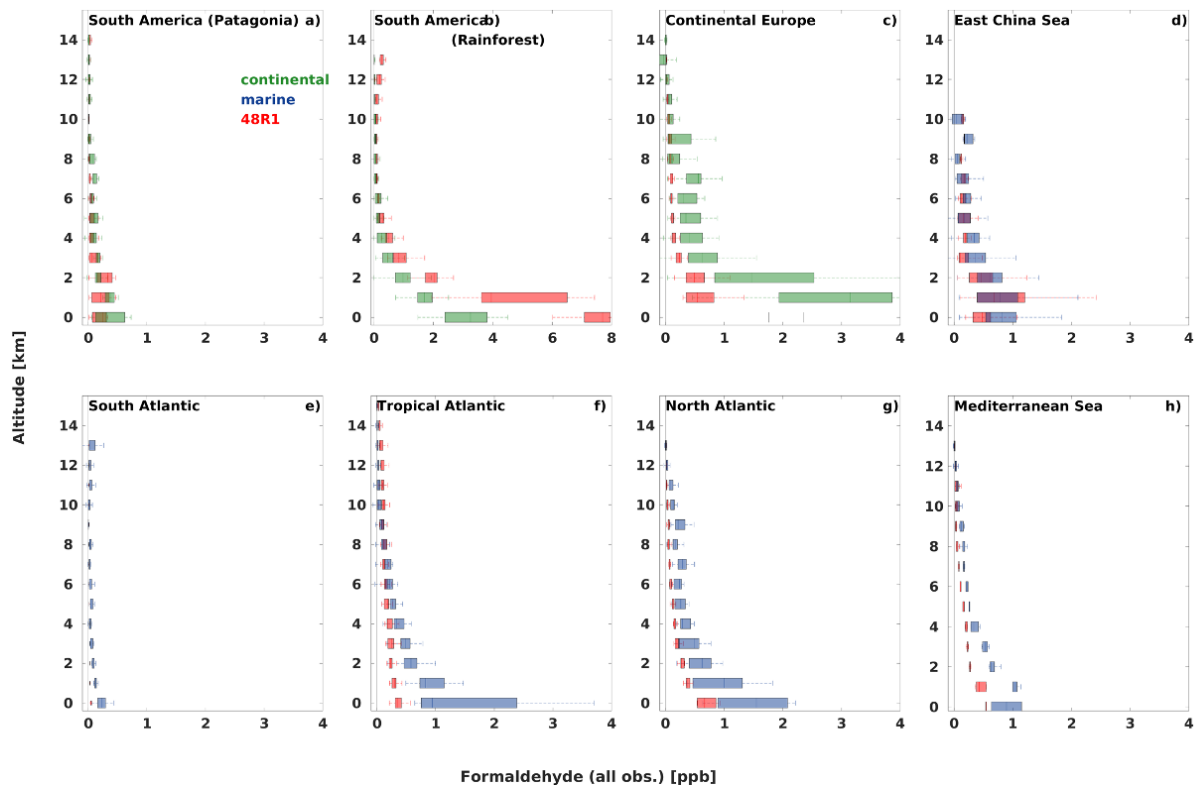 South America (Patagonia) a)
South America b)
(Rainforest)
Continental Europe c)
East China Sea d)
continental
marine
48R1
14
12
10
8
6
4
2
0
0 1 2 3 4
14
12
10
8
6
4
2
0
0 2 4 6 8
14
12
10
8
6
4
2
0
0 1 2 3 4
14
12
10
8
6
4
2
0
0 1 2 3 4
Altitude [km]
South Atlantic e)
Tropical Atlantic f)
North Atlantic g)
Mediterranean Sea h)
14
12
10
8
6
4
2
0
0 1 2 3 4
14
12
10
8
6
4
2
0
0 1 2 3 4
14
12
10
8
6
4
2
0
0 1 2 3 4
14
12
10
8
6
4
2
0
0 1 2 3 4
Formaldehyde (all obs.) [ppb]